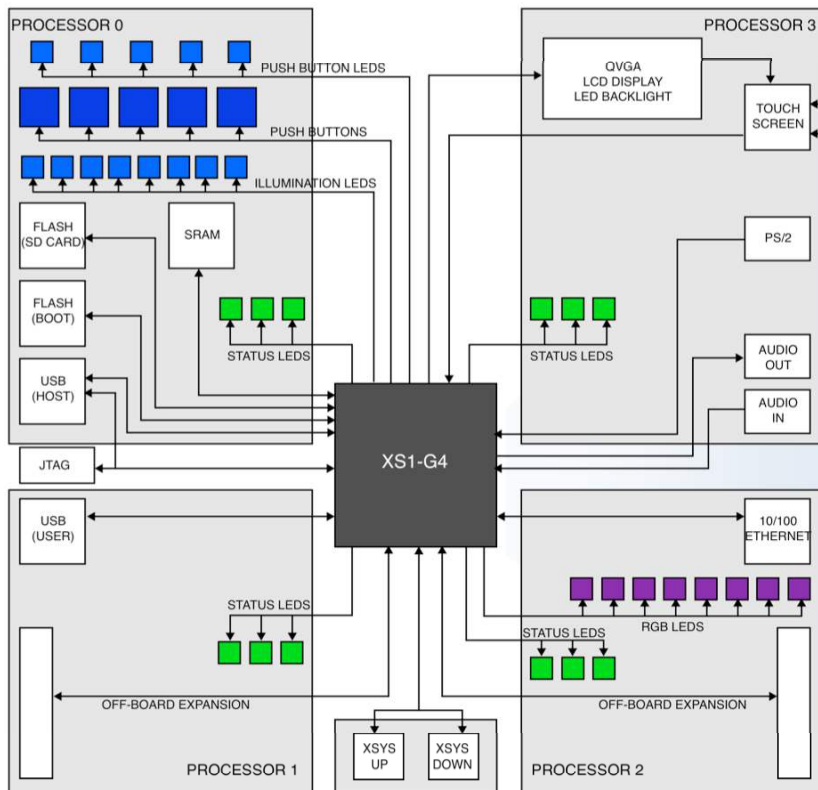 PROCESSOR 0
PUSH BUTTON LEDS
PUSH BUTTONS
ILLUMINATION LEDS
FLASH
(SD CARD)
SRAM
FLASH
(BOOT)
STATUS LEDS
USB
(HOST)
JTAG
PROCESSOR 3
QVGA
LCD DISPLAY
LED BACKLIGHT
TOUCH
SCREEN
PS/2
STATUS LEDS
AUDIO
OUT
AUDIO
IN
XS1-G4
USB
(USER)
STATUS LEDS
OFF-BOARD EXPANSION
PROCESSOR 1
XSYS
UP
XSYS
DOWN
10/100
ETHERNET
RGB LEDS
STATUS LEDS
OFF-BOARD EXPANSION
PROCESSOR 2